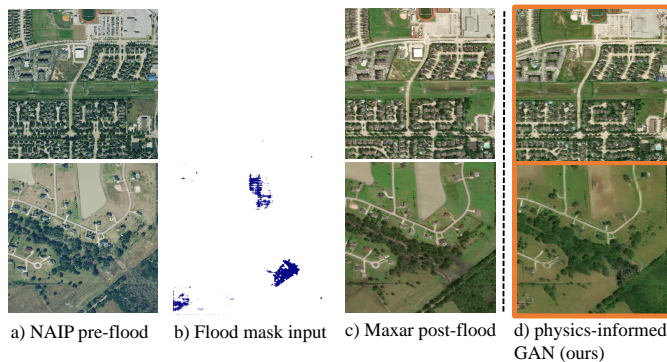 a) NAIP pre-flood
b) Flood mask input
c) Maxar post-flood
d) physics-informed
GAN (ours)